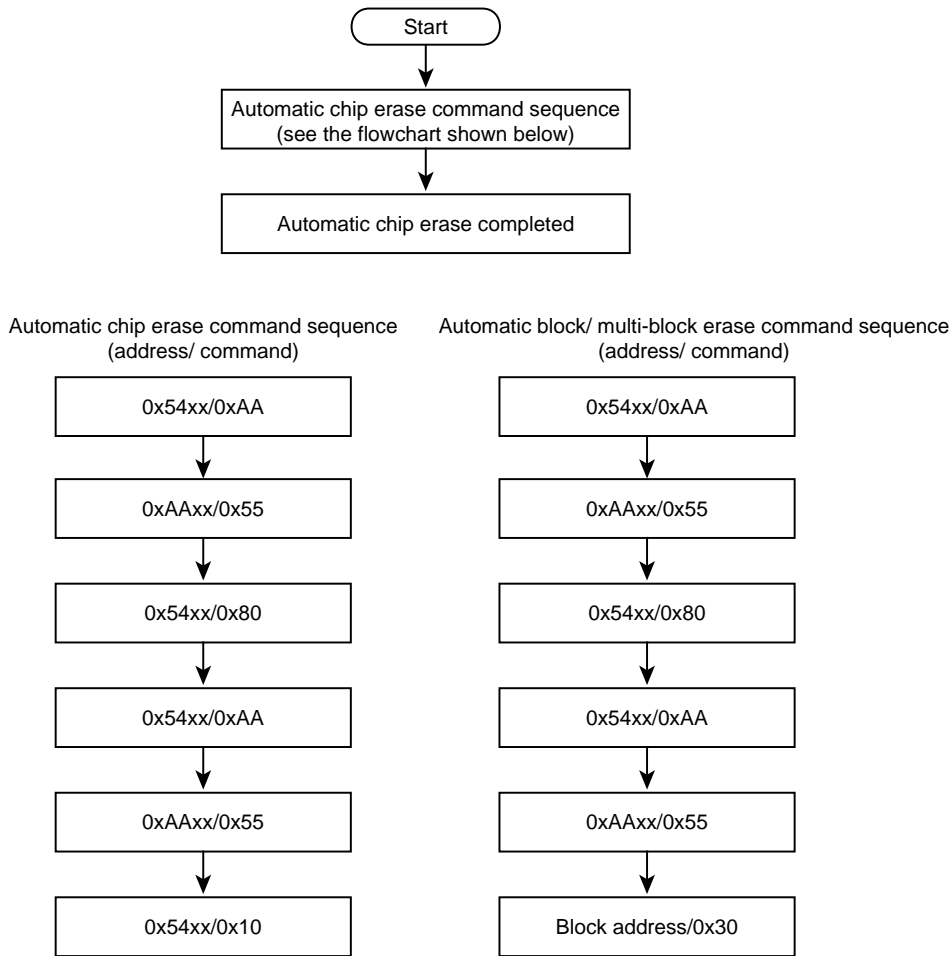 Start
Automatic chip erase command sequence
(see the flowchart shown below)
Automatic chip erase completed
Automatic chip erase command sequence
(address/ command)
0x54xx/0xAA
0xAAxx/0x55
0x54xx/0x80
0x54xx/0xAA
0xAAxx/0x55
0x54xx/0x10
Automatic block/ multi-block erase command sequence
(address/ command)
0x54xx/0xAA
0xAAxx/0x55
0x54xx/0x80
0x54xx/0xAA
0xAAxx/0x55
Block address/0x30